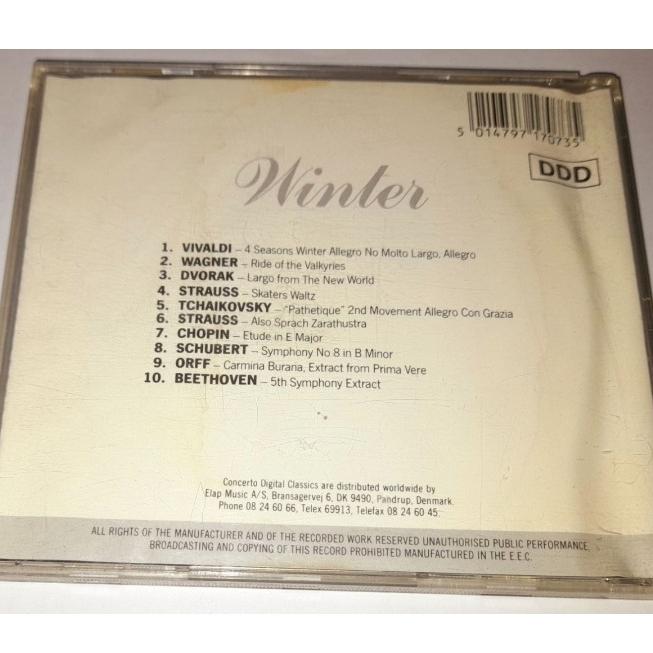 5 014797 170735
DDD
Winter
1. VIVALDI – 4 Seasons Winter Allegro No Molto Largo, Allegro
2. WAGNER – Ride of the Valkyries
3. DVORAK – Largo from The New World
4. STRAUSS – Skaters Waltz
5. TCHAIKOVSKY – "Pathetique" 2nd Movement Allegro Con Grazia
6. STRAUSS – Also Sprach Zarathustra
7. CHOPIN – Etude in E Major
8. SCHUBERT – Symphony No 8 in B Minor
9. ORFF – Carmina Burana, Extract from Prima Vere
10. BEETHOVEN – 5th Symphony Extract
Concerto Digital Classics are distributed worldwide by
Elap Music A/S, Bransagervej 6, DK 9490, Pandrup, Denmark.
Phone 08 24 60 66, Telex 69913, Telefax 08 24 60 45.
ALL RIGHTS OF THE MANUFACTURER AND OF THE RECORDED WORK RESERVED UNAUTHORISED PUBLIC PERFORMANCE,
BROADCASTING AND COPYING OF THIS RECORD PROHIBITED MANUFACTURED IN THE E.E.C.